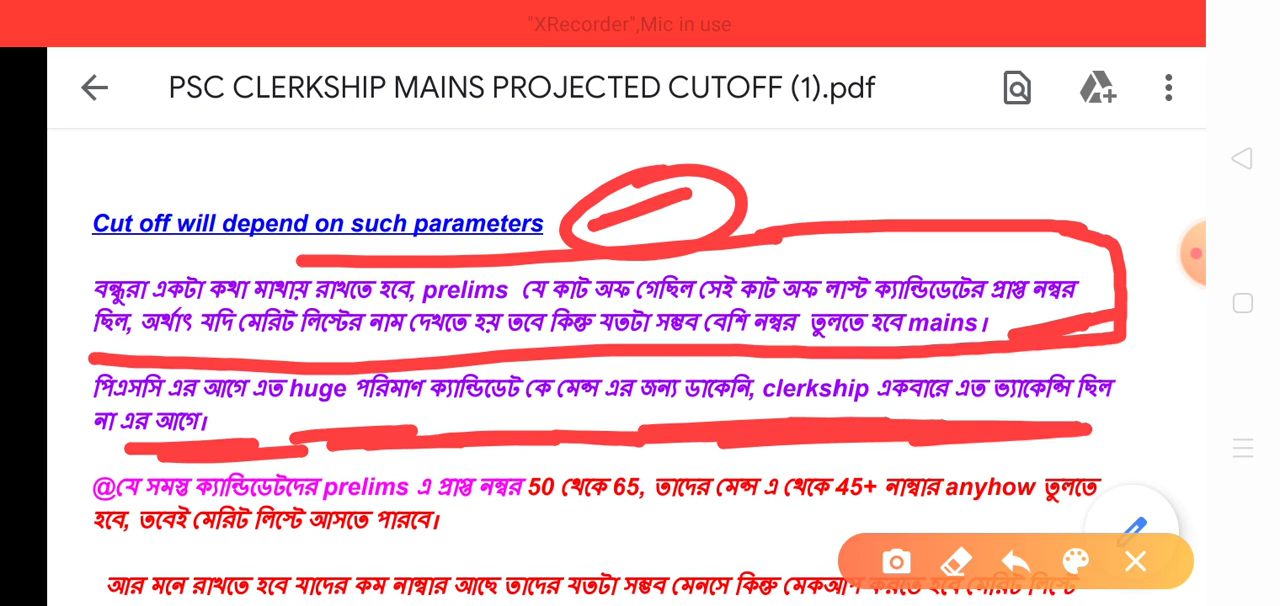 "XRecorder",Mic in use
PSC CLERKSHIP MAINS PROJECTED CUTOFF (1).pdf
Cut off will depend on such parameters
বন্ধুরা একটা কথা মাথায় রাখতে হবে, prelims যে কাট অফ গেছিল সেই কাট অফ লাস্ট ক্যান্ডিডেটের প্রাপ্ত নম্বর
ছিল, অর্থাৎ যদি মেরিট লিস্টের নাম দেখতে হয় তবে কিন্তু যতটা সম্ভব বেশি নম্বর তুলতে হবে mains।
পিএসসি এর আগে এত huge পরিমাণ ক্যান্ডিডেট কে মেন্স এর জন্য ডাকেনি, clerkship একবারে এত ভ্যাকেন্সি ছিল
না এর আগে।
@যে সমস্ত ক্যান্ডিডেটদের prelims এ প্রাপ্ত নম্বর 50 থেকে 65, তাদের মেন্স এ থেকে 45+ নাম্বার anyhow তুলতে
হবে, তবেই মেরিট লিস্টে আসতে পারবে।
আর মনে রাখতে হবে যাদের কম নাম্বার আছে তাদের যতটা সম্ভব মেনসে কিন্তু মেকআপ করতে হবে মেরিট লিস্টে